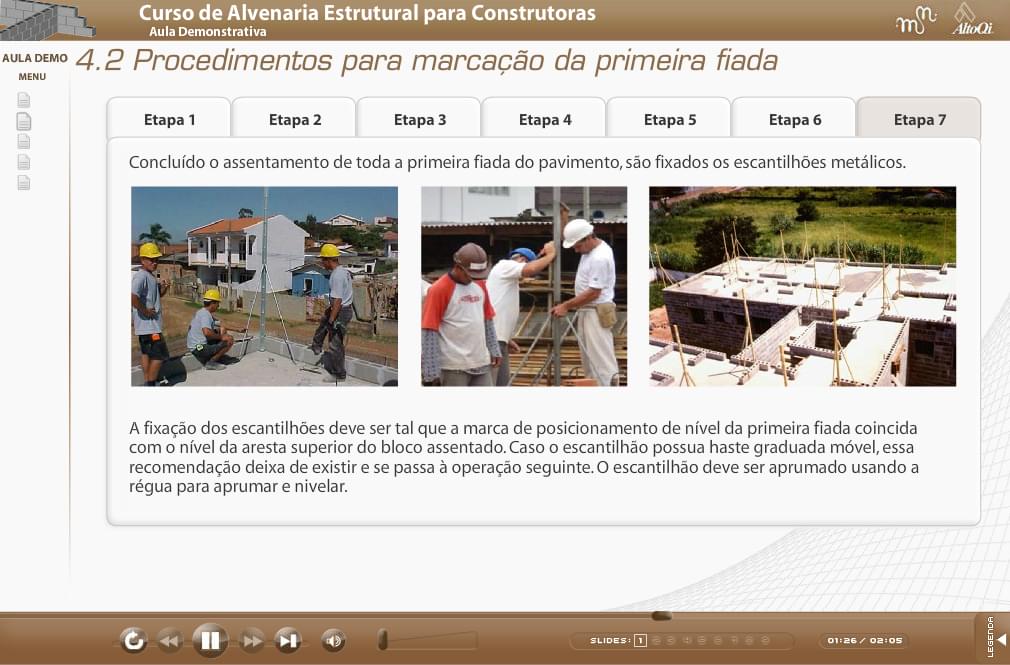 Curso de Alvenaria Estrutural para Construtoras
Aula Demonstrativa
AltoQi
AULA DEMO
MENU
4.2 Procedimentos para marcação da primeira fiada
Etapa 1
Etapa 2
Etapa 3
Etapa 4
Etapa 5
Etapa 6
Etapa 7
Concluído o assentamento de toda a primeira fiada do pavimento, são fixados os escantilhões metálicos.
A fixação dos escantilhões deve ser tal que a marca de posicionamento de nível da primeira fiada coincida
com o nível da aresta superior do bloco assentado. Caso o escantilhão possua haste graduada móvel, essa
recomendação deixa de existir e se passa à operação seguinte. O escantilhão deve ser aprumado usando a
régua para aprumar e nivelar.
SLIDES: 1
01:26 / 02:05
LEGENDA